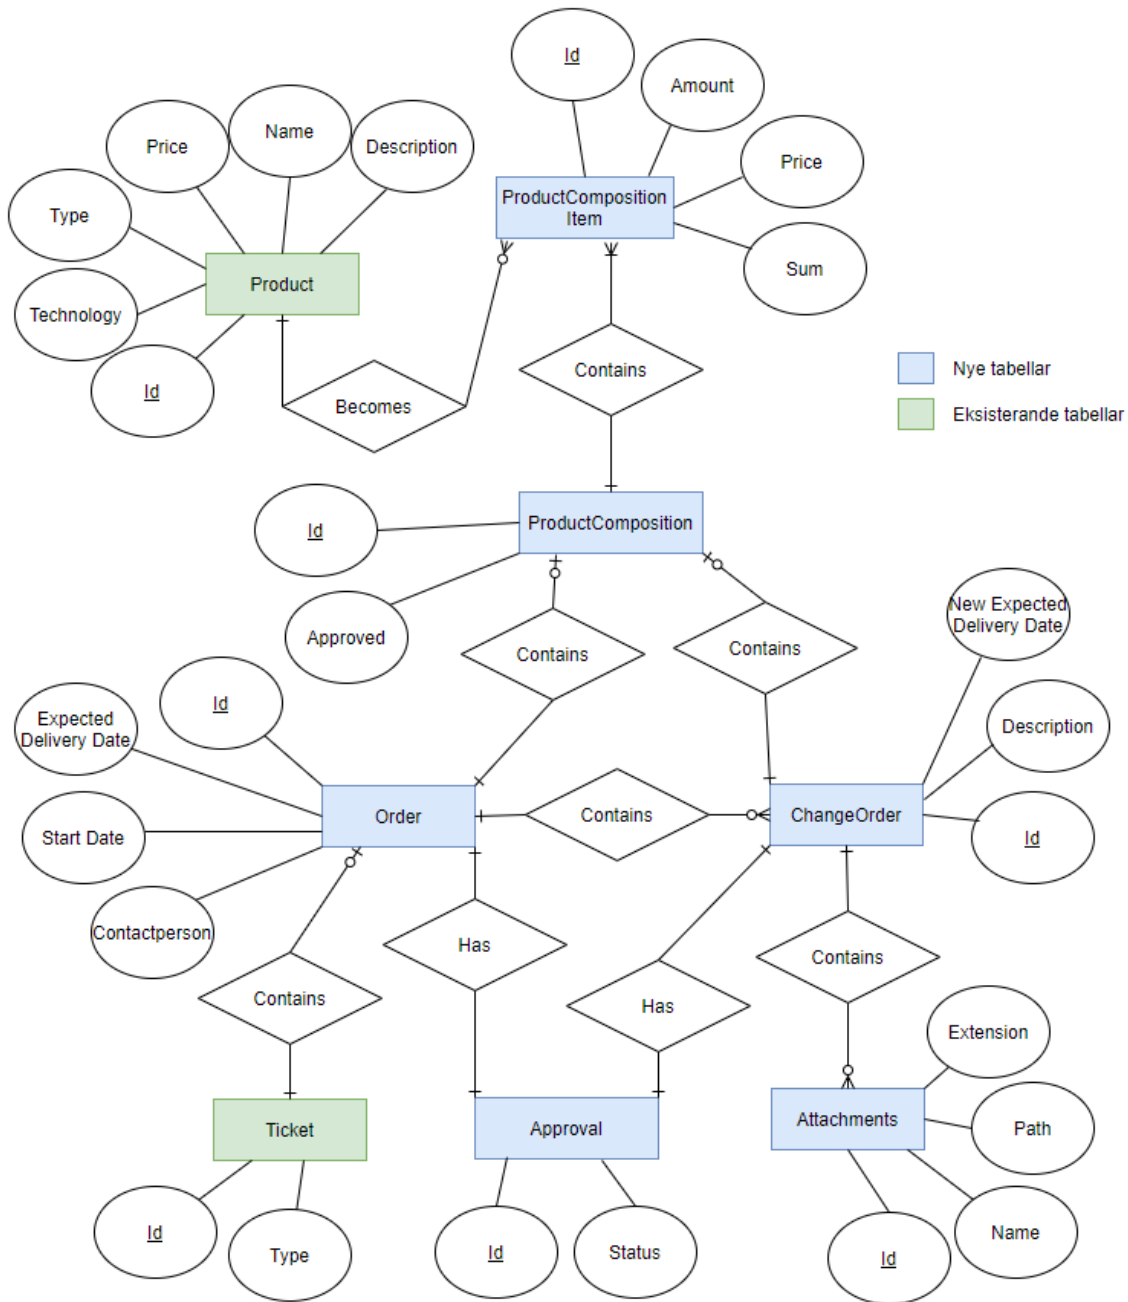 Id
Amount
Price
Name
Description
Price
Type
ProductComposition
Item
Sum
Product
Technology
Contains
Nye tabellar
Id
Becomes
Eksisterande tabellar
Id
ProductComposition
New Expected
Delivery Date
Approved
Contains
Contains
Id
Expected
Delivery Date
Description
Start Date
Order
Contains
ChangeOrder
Id
Contactperson
Has
Contains
Contains
Has
Extension
Ticket
Approval
Attachments
Path
Id
Type
Id
Status
Id
Name